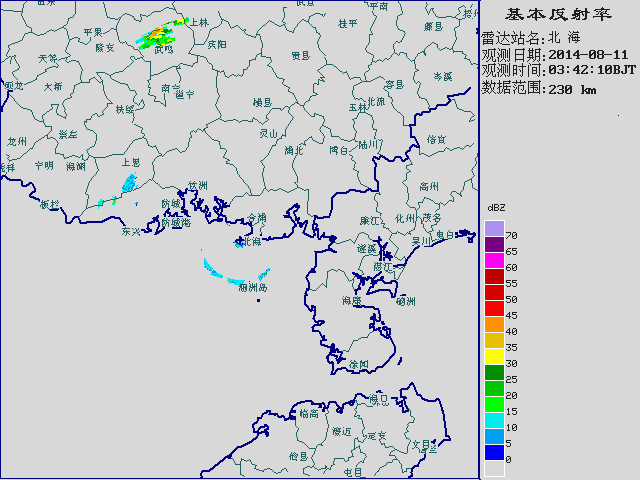 基本反射率
雷达站名:北 海
观测日期:2014-08-11
观测时间:03:42:10BJT
数据范围:230 km
dBZ
70
65
60
55
50
45
40
35
30
25
20
15
10
5
0
上林
平果
隆安
武鸣
宾阳
桂平
平南
藤县
贵县
天等
大新
南宁
邕宁
扶绥
横县
容县
岑溪
玉林
北流
龙州
崇左
灵山
浦北
博白
陆川
信宜
宁明
上思
钦州
高州
板栏
防城
防城港
东兴
合浦
北海
涠洲岛
廉江
化州
茂名
吴川
电白
遂溪
湛江
海康
硇洲
徐闻
海口
临高
澄迈
定安
文昌
儋县
屯昌